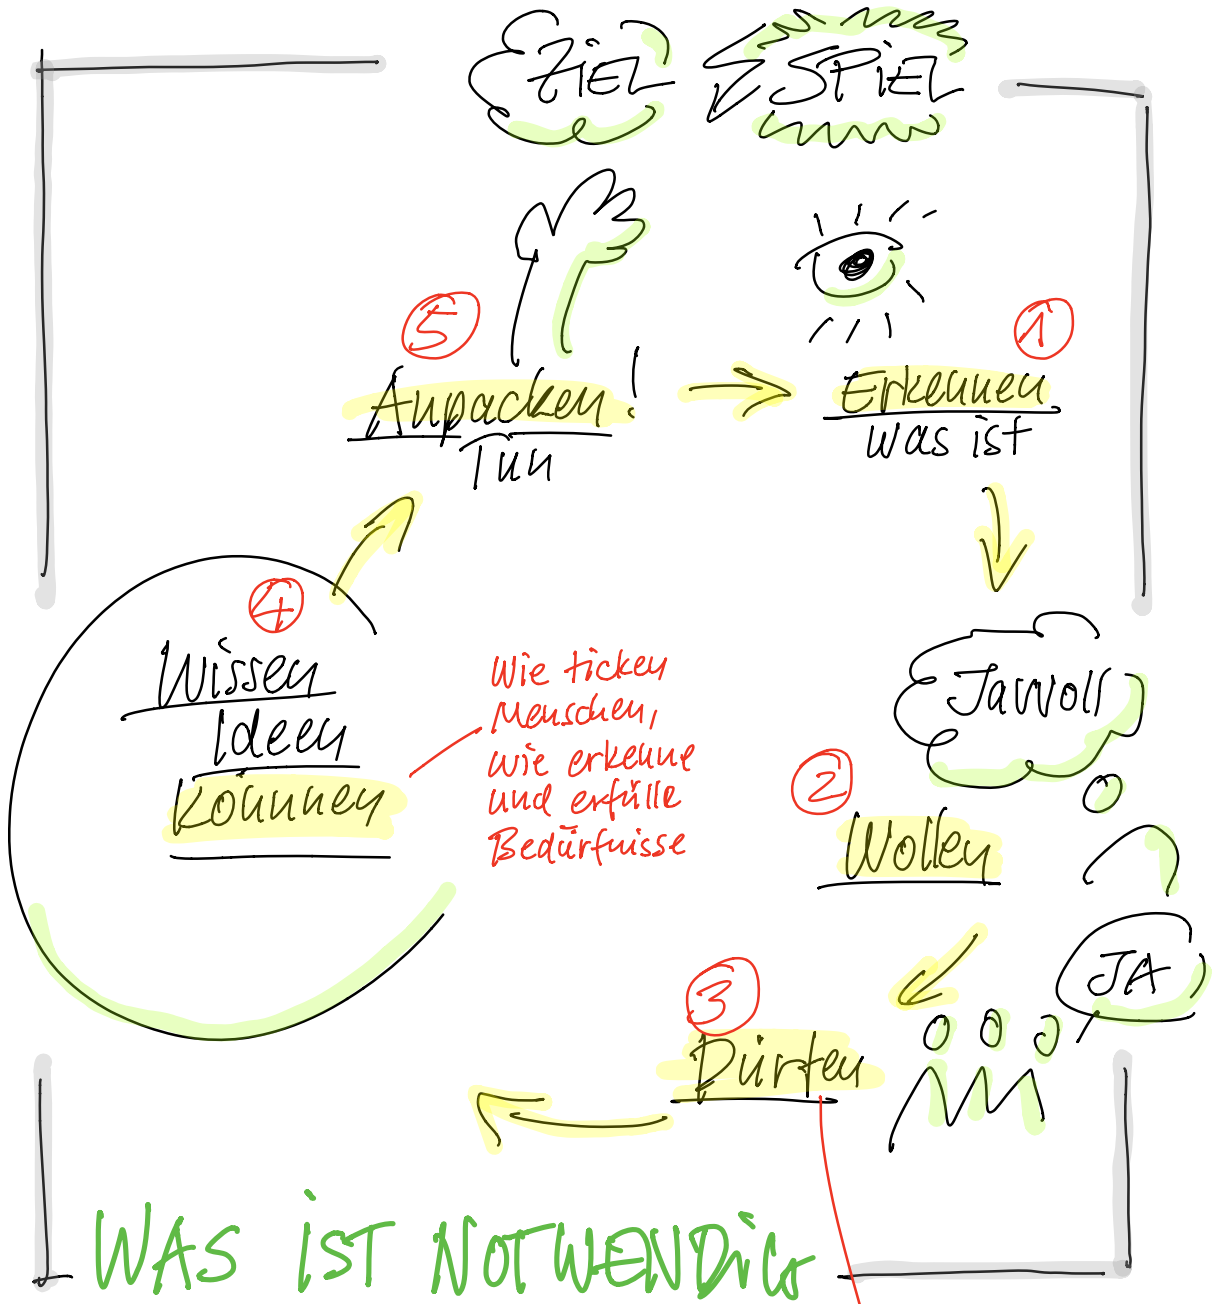 ZiEL SPiEL
5
Anpacken!
Tun
1
Erkennen
was ist
4
Wissen
Ideen
Können
Wie ticken
Menschen,
wie erkenne
und erfülle
Bedürfnisse
Jawoll
2
Wollen
JA
3
Dürfen
WAS iST NOTWENDiG